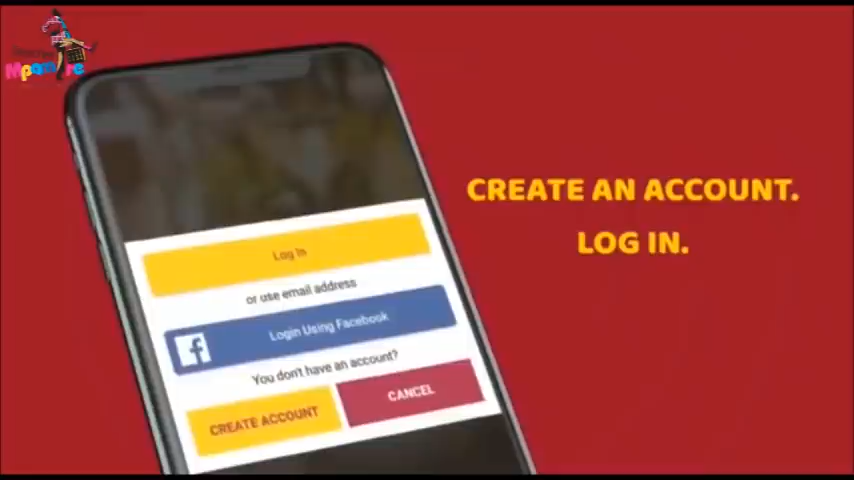 Mpamire
CREATE AN ACCOUNT.
LOG IN.
Log In
or use email address
f
Login Using Facebook
You don't have an account?
CREATE ACCOUNT
CANCEL